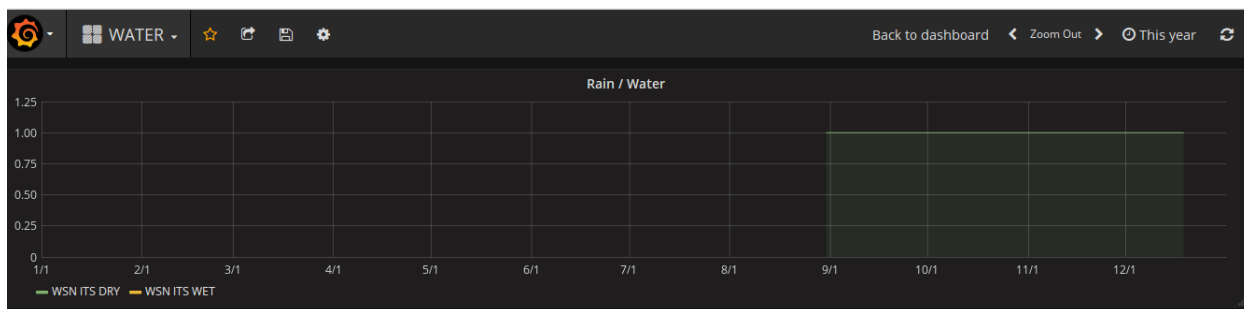 WATER Back to dashboard Zoom Out This year
Rain / Water
1.25
1.00
0.75
0.50
0.25
0
1/1 2/1 3/1 4/1 5/1 6/1 7/1 8/1 9/1 10/1 11/1 12/1
WSN ITS DRY WSN ITS WET